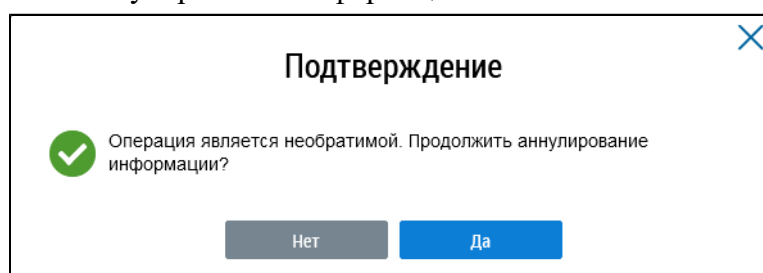 Подтверждение
Операция является необратимой. Продолжить аннулирование
информации?
Нет
Да